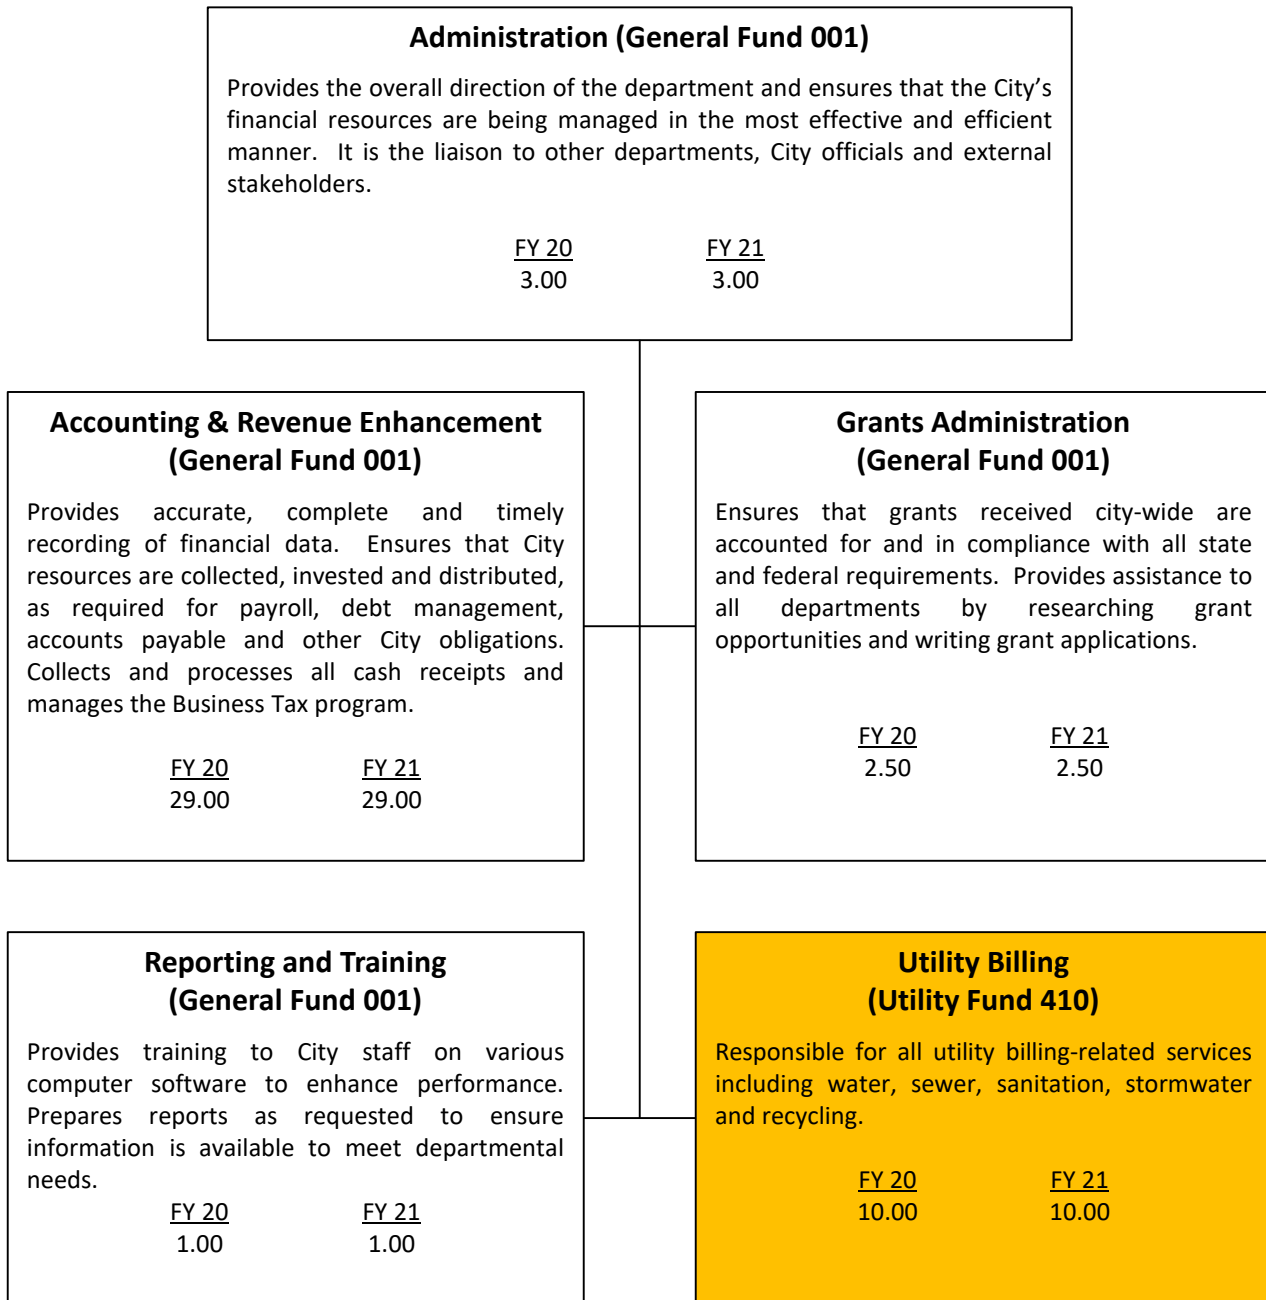 Administration (General Fund 001)
Provides the overall direction of the department and ensures that the City’s
financial resources are being managed in the most effective and efficient
manner.  It is the liaison to other departments, City officials and external
stakeholders.
FY 20 FY 21
3.00 3.00
Accounting & Revenue Enhancement
(General Fund 001)
Provides accurate, complete and timely
recording of financial data.  Ensures that City
resources are collected, invested and distributed,
as required for payroll, debt management,
accounts payable and other City obligations.
Collects and processes all cash receipts and
manages the Business Tax program.
FY 20 FY 21
29.00 29.00
Grants Administration
(General Fund 001)
Ensures that grants received city-wide are
accounted for and in compliance with all state
and federal requirements.  Provides assistance to
all departments by researching grant
opportunities and writing grant applications.
FY 20 FY 21
2.50 2.50
Reporting and Training
(General Fund 001)
Provides training to City staff on various
computer software to enhance performance.
Prepares reports as requested to ensure
information is available to meet departmental
needs.
FY 20 FY 21
1.00 1.00
Utility Billing
(Utility Fund 410)
Responsible for all utility billing-related services
including water, sewer, sanitation, stormwater
and recycling.
FY 20 FY 21
10.00 10.00